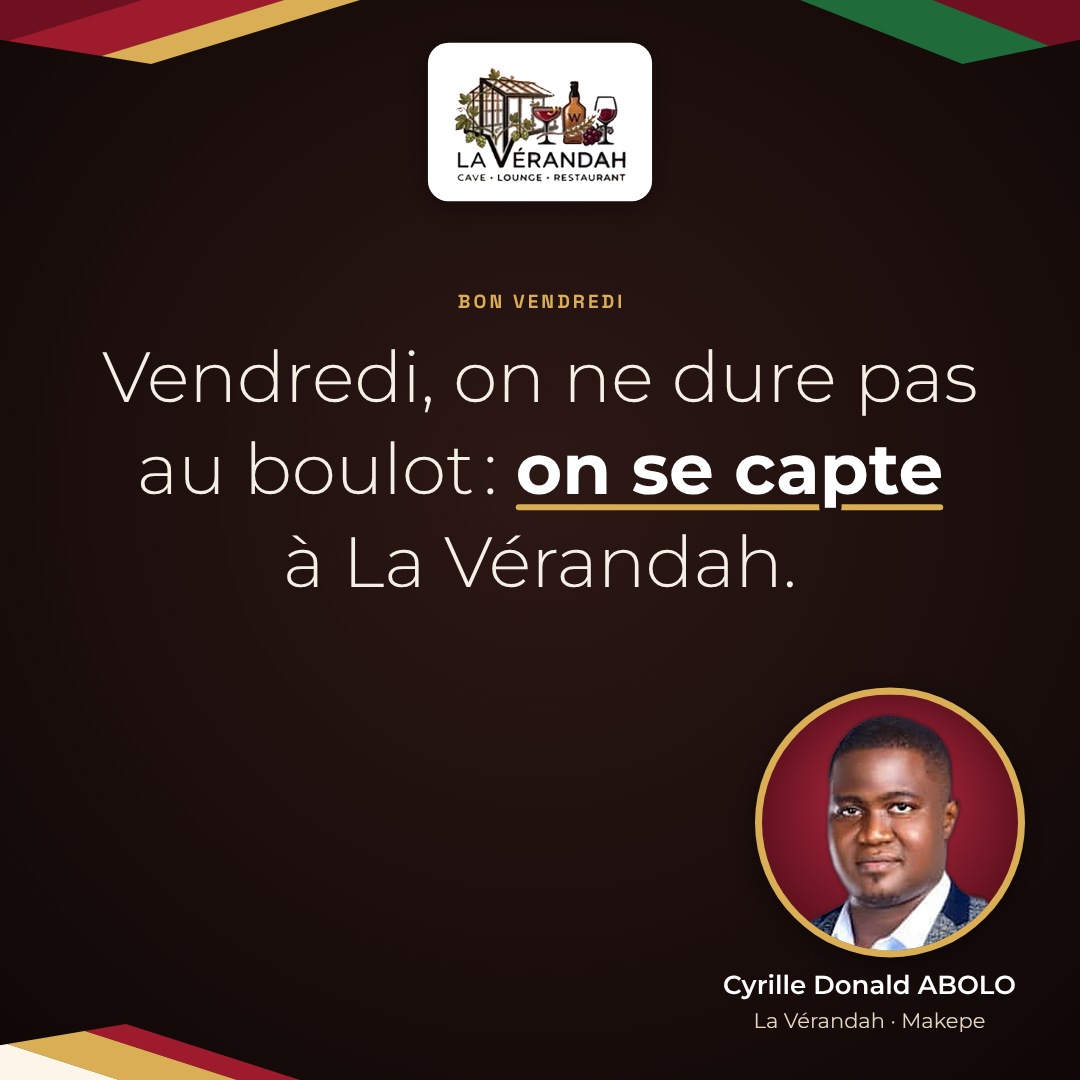 W
LA VÉRANDAH
CAVE • LOUNGE • RESTAURANT
BON VENDREDI
Vendredi, on ne dure pas
au boulot : on se capte
à La Vérandah.
Cyrille Donald ABOLO
La Vérandah · Makepe